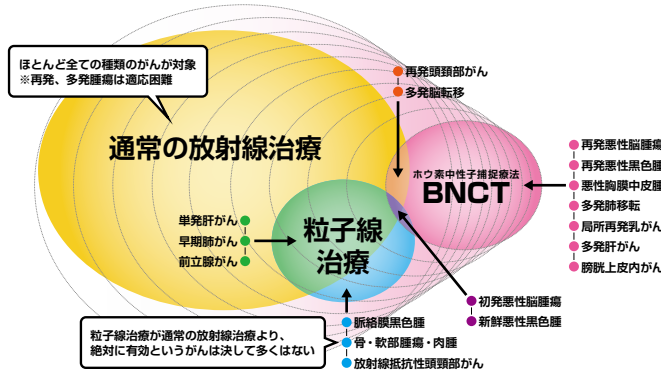 ほとんど全ての種類のがんが対象
※再発、多発腫瘍は適応困難
再発頭頸部がん
多発脳転移
通常の放射線治療
ホウ素中性子捕捉療法
BNCT
再発悪性脳腫瘍
再発悪性黒色腫
悪性胸膜中皮腫
多発肺移転
局所再発乳がん
多発肝がん
膀胱上皮内がん
単発肝がん
早期肺がん
前立腺がん
粒子線
治療
初発悪性脳腫瘍
新鮮悪性黒色腫
脈絡膜黒色腫
骨・軟部腫瘍・肉腫
放射線抵抗性頭頸部がん
粒子線治療が通常の放射線治療より、
絶対に有効というがんは決して多くはない